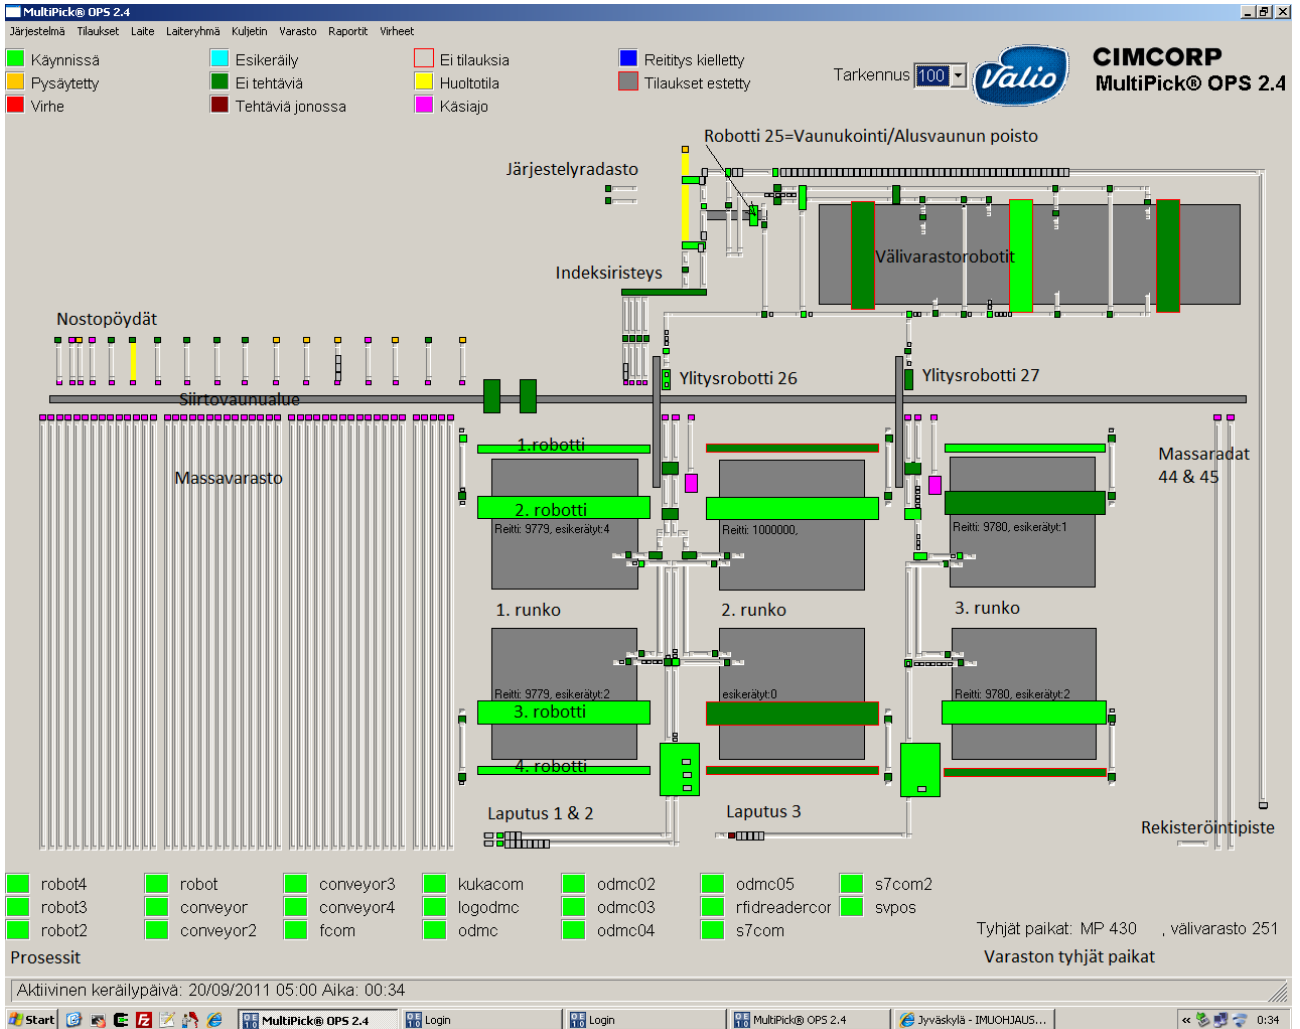 MultiPick® OPS 2.4
Järjestelmä Tilaukset Laite Laiteryhmä Kuljetin Varasto Raportit Virheet
Käynnissä
Pysäytetty
Virhe
Esikeräily
Ei tehtäviä
Tehtäviä jonossa
Ei tilauksia
Huoltotila
Käsiajo
Reititys kielletty
Tilaukset estetty
Tarkennus 100
Valio
CIMCORP
MultiPick® OPS 2.4
Robotti 25=Vaunukointi/Alusvaunun poisto
Järjestelyradasto
Välivarastorobotit
Indeksiristeys
Nostopöydät
Ylitysrobotti 26
Ylitysrobotti 27
Siirtovaunualue
1.robotti
Massavarasto
Massaradat
44 & 45
2. robotti
Reitti: 9779, esikerätyt:4
Reitti: 1000000,
Reitti: 9780, esikerätyt:1
1. runko
2. runko
3. runko
Reitti: 9779, esikerätyt:2
esikerätyt:0
Reitti: 9780, esikerätyt:2
3. robotti
4. robotti
Laputus 1 & 2
Laputus 3
Rekisteröintipiste
robot4
robot3
robot2
robot
conveyor
conveyor2
conveyor3
conveyor4
fcom
kukacom
logodmc
odmc
odmc02
odmc03
odmc04
odmc05
rfidreadercor
s7com
s7com2
svpos
Tyhjät paikat: MP 430 , välivarasto 251
Prosessit
Varaston tyhjät paikat
Aktiivinen keräilypäivä: 20/09/2011 05:00 Aika: 00:34
Start
MultiPick® OPS 2.4
Login
Login
MultiPick® OPS 2.4
Jyväskylä - IMUOHJAUS...
0:34